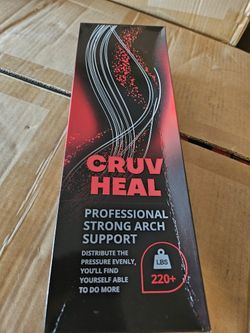 CRUV
HEAL
PROFESSIONAL
STRONG ARCH
SUPPORT
DISTRIBUTE THE
PRESSURE EVENLY,
YOU'LL FIND
YOURSELF ABLE
TO DO MORE
LBS
220+